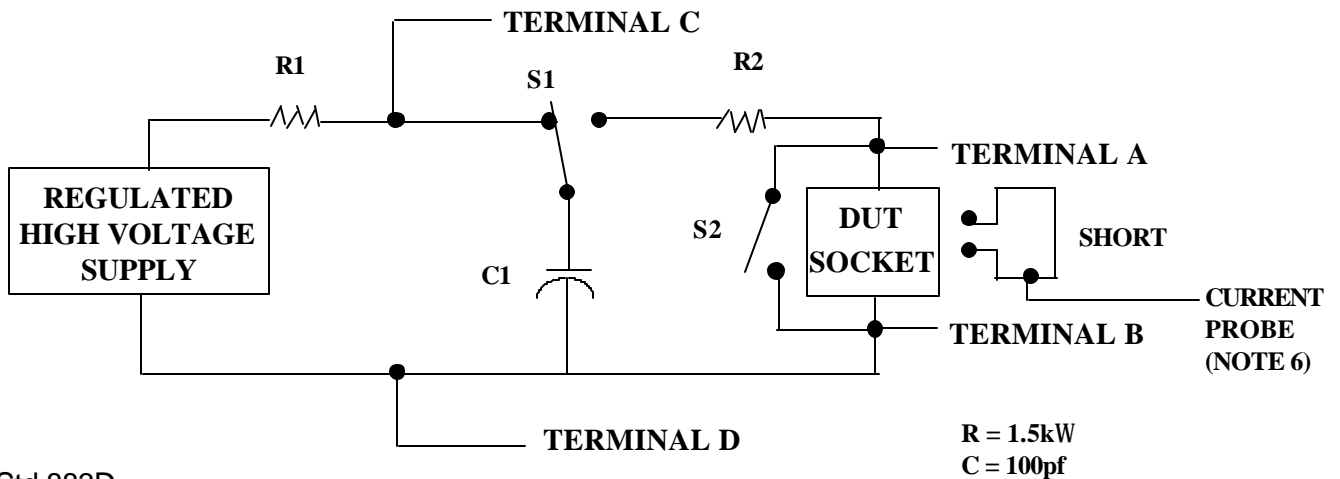 TERMINAL C
R1
S1
R2
TERMINAL A
REGULATED
HIGH VOLTAGE
SUPPLY
S2
DUT
SOCKET
SHORT
C1
CURRENT
PROBE
(NOTE 6)
TERMINAL B
TERMINAL D
R = 1.5kW
C = 100pf